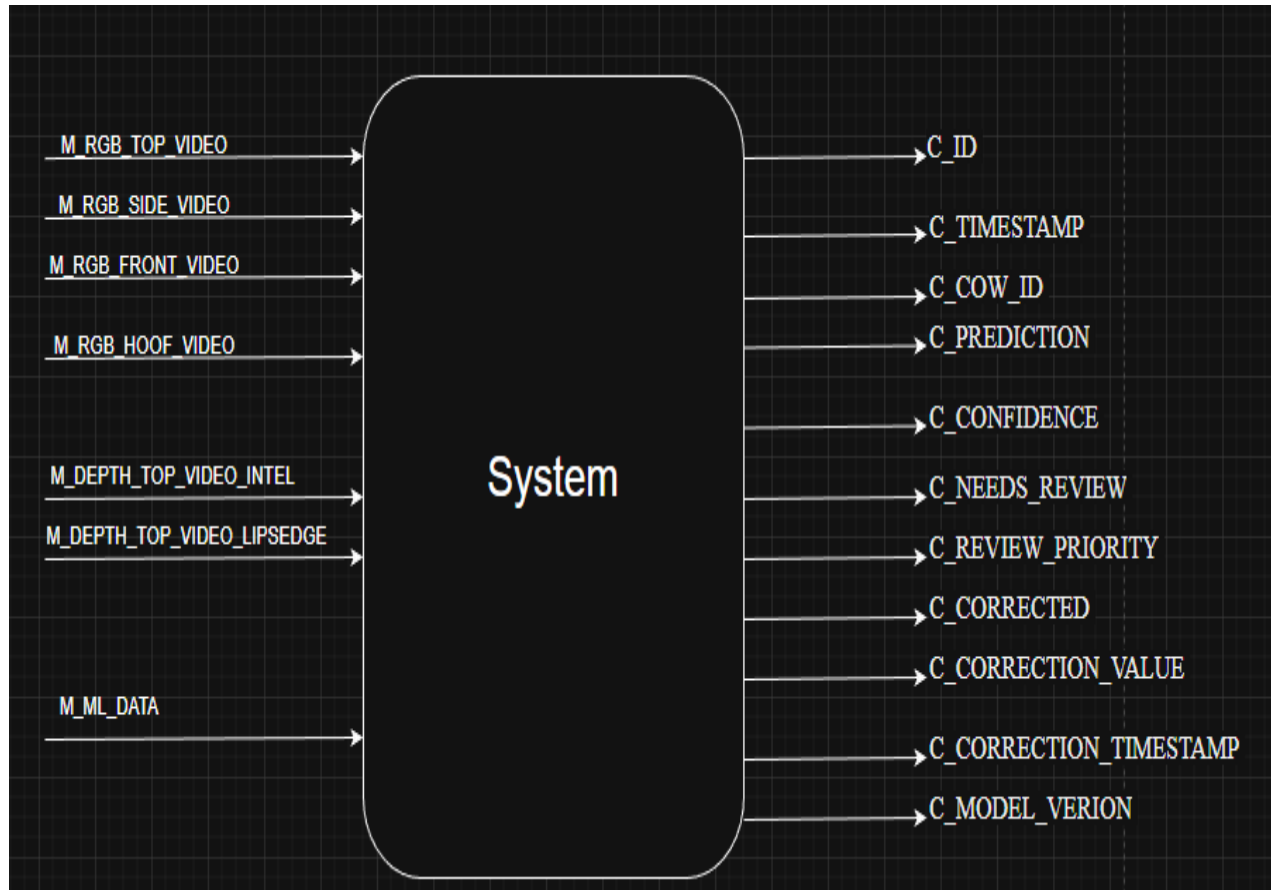 M_RGB_TOP_VIDEO
M_RGB_SIDE_VIDEO
M_RGB_FRONT_VIDEO
M_RGB_HOOF_VIDEO
M_DEPTH_TOP_VIDEO_INTEL
M_DEPTH_TOP_VIDEO_LIPSEDGE
M_ML_DATA
System
C_ID
C_TIMESTAMP
C_COW_ID
C_PREDICTION
C_CONFIDENCE
C_NEEDS_REVIEW
C_REVIEW_PRIORITY
C_CORRECTED
C_CORRECTION_VALUE
C_CORRECTION_TIMESTAMP
C_MODEL_VERION